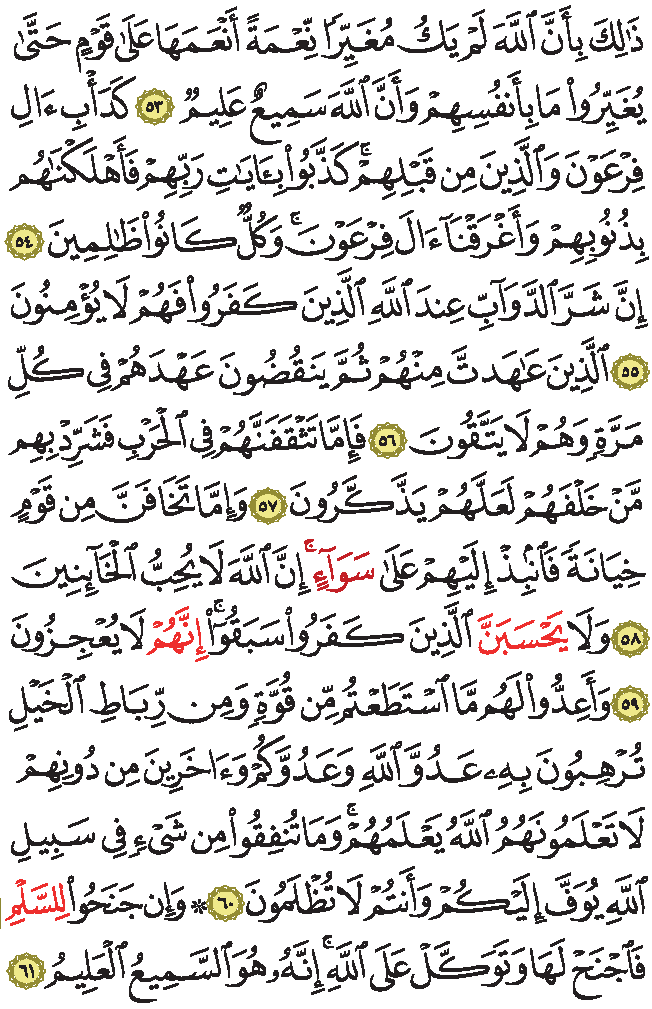 ذَٰلِكَ بِأَنَّ ٱللَّهَ لَمْ يَكُ مُغَيِّرًا نِّعْمَةً أَنْعَمَهَا عَلَىٰ قَوْمٍ حَتَّىٰ
يُغَيِّرُوا۟ مَا بِأَنفُسِهِمْ وَأَنَّ ٱللَّهَ سَمِيعٌ عَلِيمٌ ٥٣ كَدَأْبِ ءَالِ
فِرْعَوْنَ وَٱلَّذِينَ مِن قَبْلِهِمْ ۚ كَذَّبُوا۟ بِـَٔايَـٰتِ رَبِّهِمْ فَأَهْلَكْنَـٰهُم
بِذُنُوبِهِمْ وَأَغْرَقْنَآ ءَالَ فِرْعَوْنَ ۚ وَكُلٌّ كَانُوا۟ ظَـٰلِمِينَ ٥٤
إِنَّ شَرَّ ٱلدَّوَآبِّ عِندَ ٱللَّهِ ٱلَّذِينَ كَفَرُوا۟ فَهُمْ لَا يُؤْمِنُونَ
٥٥ ٱلَّذِينَ عَـٰهَدتَّ مِنْهُمْ ثُمَّ يَنقُضُونَ عَهْدَهُمْ فِى كُلِّ
مَرَّةٍ وَهُمْ لَا يَتَّقُونَ ٥٦ فَإِمَّا تَثْقَفَنَّهُمْ فِى ٱلْحَرْبِ فَشَرِّدْ بِهِم
مَّنْ خَلْفَهُمْ لَعَلَّهُمْ يَذَّكَّرُونَ ٥٧ وَإِمَّا تَخَافَنَّ مِن قَوْمٍ
خِيَانَةً فَٱنۢبِذْ إِلَيْهِمْ عَلَىٰ سَوَآءٍ ۚ إِنَّ ٱللَّهَ لَا يُحِبُّ ٱلْخَآئِنِينَ
٥٨ وَلَا يَحْسَبَنَّ ٱلَّذِينَ كَفَرُوا۟ سَبَقُوٓا۟ ۚ إِنَّهُمْ لَا يُعْجِزُونَ
٥٩ وَأَعِدُّوا۟ لَهُم مَّا ٱسْتَطَعْتُم مِّن قُوَّةٍ وَمِن رِّبَاطِ ٱلْخَيْلِ
تُرْهِبُونَ بِهِۦ عَدُوَّ ٱللَّهِ وَعَدُوَّكُمْ وَءَاخَرِينَ مِن دُونِهِمْ
لَا تَعْلَمُونَهُمُ ٱللَّهُ يَعْلَمُهُمْ ۚ وَمَا تُنفِقُوا۟ مِن شَىْءٍ فِى سَبِيلِ
ٱللَّهِ يُوَفَّ إِلَيْكُمْ وَأَنتُمْ لَا تُظْلَمُونَ ٦٠ ۞ وَإِن جَنَحُوا۟ لِلسَّلْمِ
فَٱجْنَحْ لَهَا وَتَوَكَّلْ عَلَى ٱللَّهِ ۚ إِنَّهُۥ هُوَ ٱلسَّمِيعُ ٱلْعَلِيمُ ٦١